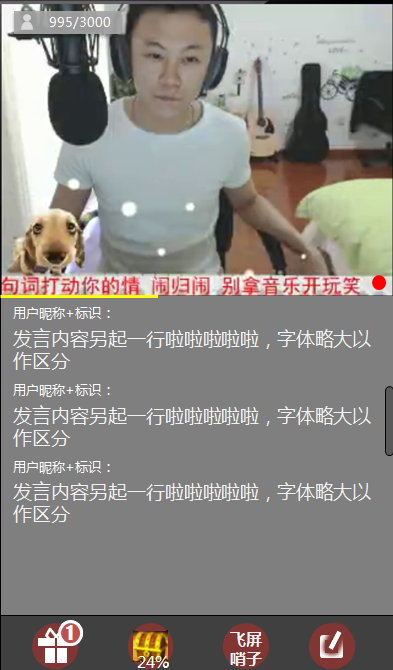 995/3000
句词打动你的情 闹归闹 别拿音乐开玩笑
用户昵称+标识：
发言内容另起一行啦啦啦啦啦，字体略大以
作区分
用户昵称+标识：
发言内容另起一行啦啦啦啦啦，字体略大以
作区分
用户昵称+标识：
发言内容另起一行啦啦啦啦啦，字体略大以
作区分
1
24%
飞屏
哨子